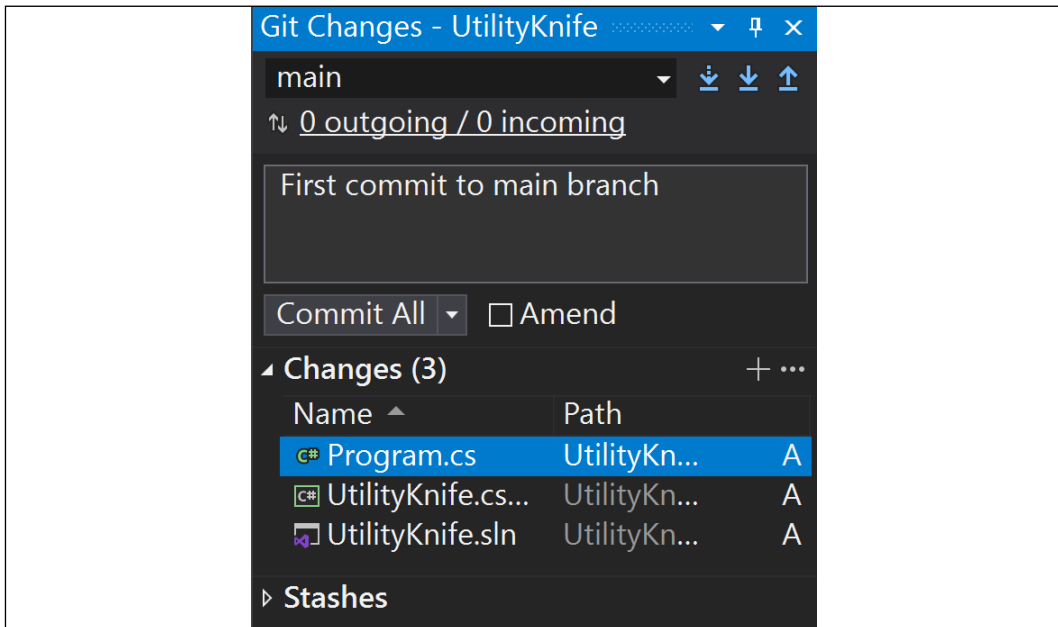 Git Changes - UtilityKnife
main
0 outgoing / 0 incoming
First commit to main branch
Commit All Amend
Changes (3)
Name Path
C# Program.cs UtilityKn... A
C# UtilityKnife.cs... UtilityKn... A
UtilityKnife.sln UtilityKn... A
Stashes